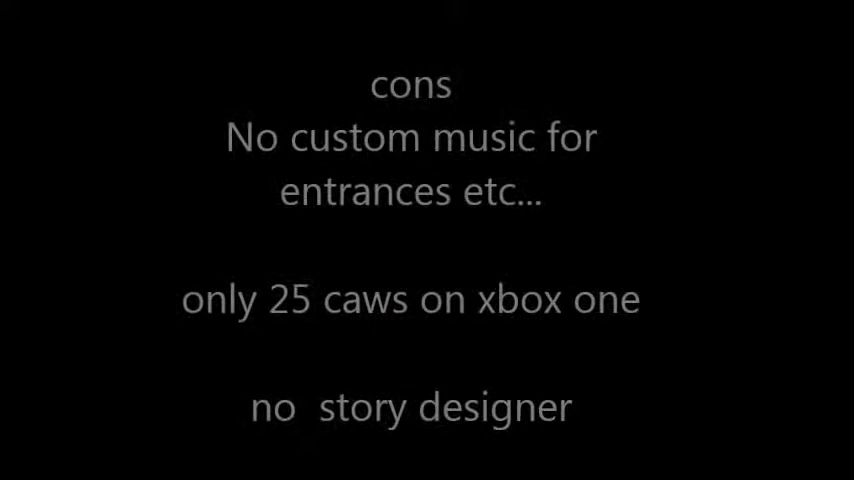 cons
No custom music for
entrances etc...
only 25 caws on xbox one
no  story designer